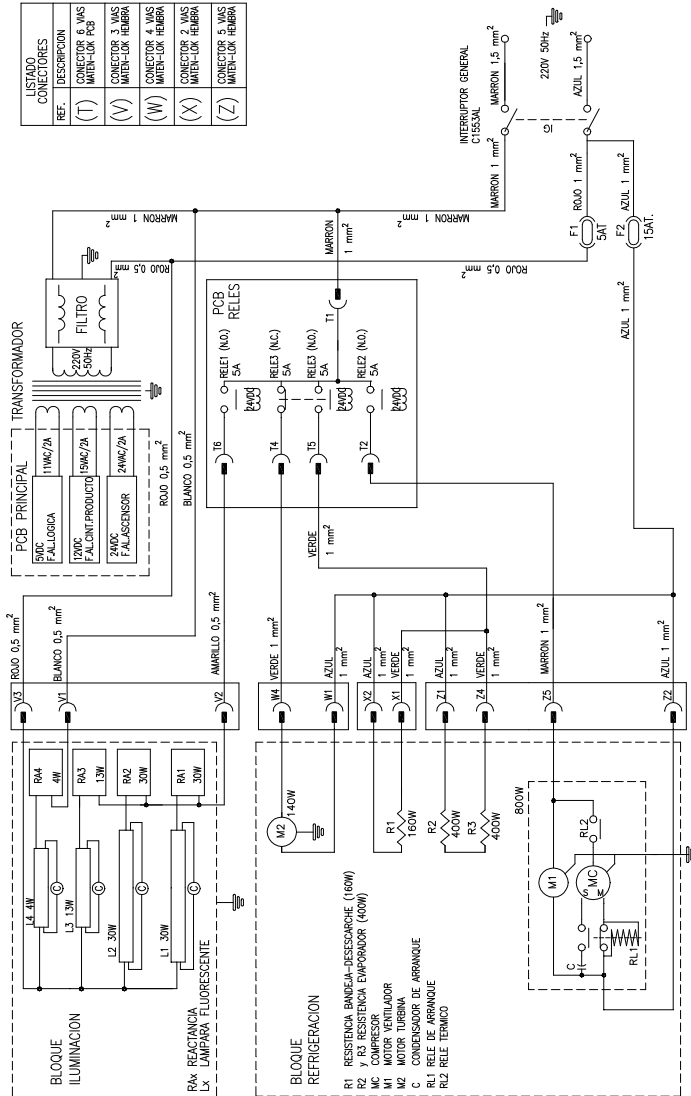 LISTADO
CONECTORES
REF. DESCRIPCION
(T) CONECTOR 6 VIAS
MATEN-LOK PCB
(V) CONECTOR 3 VIAS
MATEN-LOK HEMBRA
(W) CONECTOR 4 VIAS
MATEN-LOK HEMBRA
(X) CONECTOR 2 VIAS
MATEN-LOK HEMBRA
(Z) CONECTOR 5 VIAS
MATEN-LOK HEMBRA
INTERRUPTOR GENERAL
C1553AL
MARRON 1,5 mm²
220V 50Hz
AZUL 1,5 mm²
IG
MARRON 1 mm²
ROJO 1 mm²
AZUL 1 mm²
F1
5AT
F2
15AT.
AZUL 1 mm²
MARRON 1 mm²
MARRON 1 mm²
ROJO 0,5 mm²
ROJO 0,5 mm²
MARRON
1 mm²
TRANSFORMADOR
FILTRO
220V
50Hz
PCB PRINCIPAL
11VAC/2A
15VAC/2A
24VAC/2A
5VDC
F.AL.LOGICA
12VDC
F.AL.CINT.PRODUCTO
24VDC
F.AL.ASCENSOR
ROJO 0,5 mm²
BLANCO 0,5 mm²
PCB
RELES
T1
RELE1 (N.O.)
5A
RELE3 (N.C.)
5A
RELE3 (N.O.)
5A
RELE2 (N.O.)
5A
24VDC
24VDC
24VDC
T6
T4
T5
T2
VERDE
1 mm²
ROJO 0,5 mm²
BLANCO 0,5 mm²
AMARILLO 0,5 mm²
VERDE 1 mm²
AZUL
1 mm²
AZUL
1 mm²
VERDE
1 mm²
AZUL
1 mm²
VERDE
1 mm²
MARRON 1 mm²
AZUL 1 mm²
V3
V1
V2
W4
W1
X2
X1
Z1
Z4
Z5
Z2
RA4
4W
RA3
13W
RA2
30W
RA1
30W
L4 4W
L3 13W
L2 30W
L1 30W
C
C
C
C
BLOQUE
ILUMINACION
RAx REACTANCIA
Lx LAMPARA FLUORESCENTE
M2
140W
R1
160W
R2
400W
R3
400W
800W
M1
RL2
MC
S
M
C
RL1
BLOQUE
REFRIGERACION
R1 RESISTENCIA BANDEJA-DESESCARCHE (160W)
R2 y R3 RESISTENCIA EVAPORADOR (400W)
MC COMPRESOR
M1 MOTOR VENTILADOR
M2 MOTOR TURBINA
C CONDENSADOR DE ARRANQUE
RL1 RELE DE ARRANQUE
RL2 RELE TERMICO